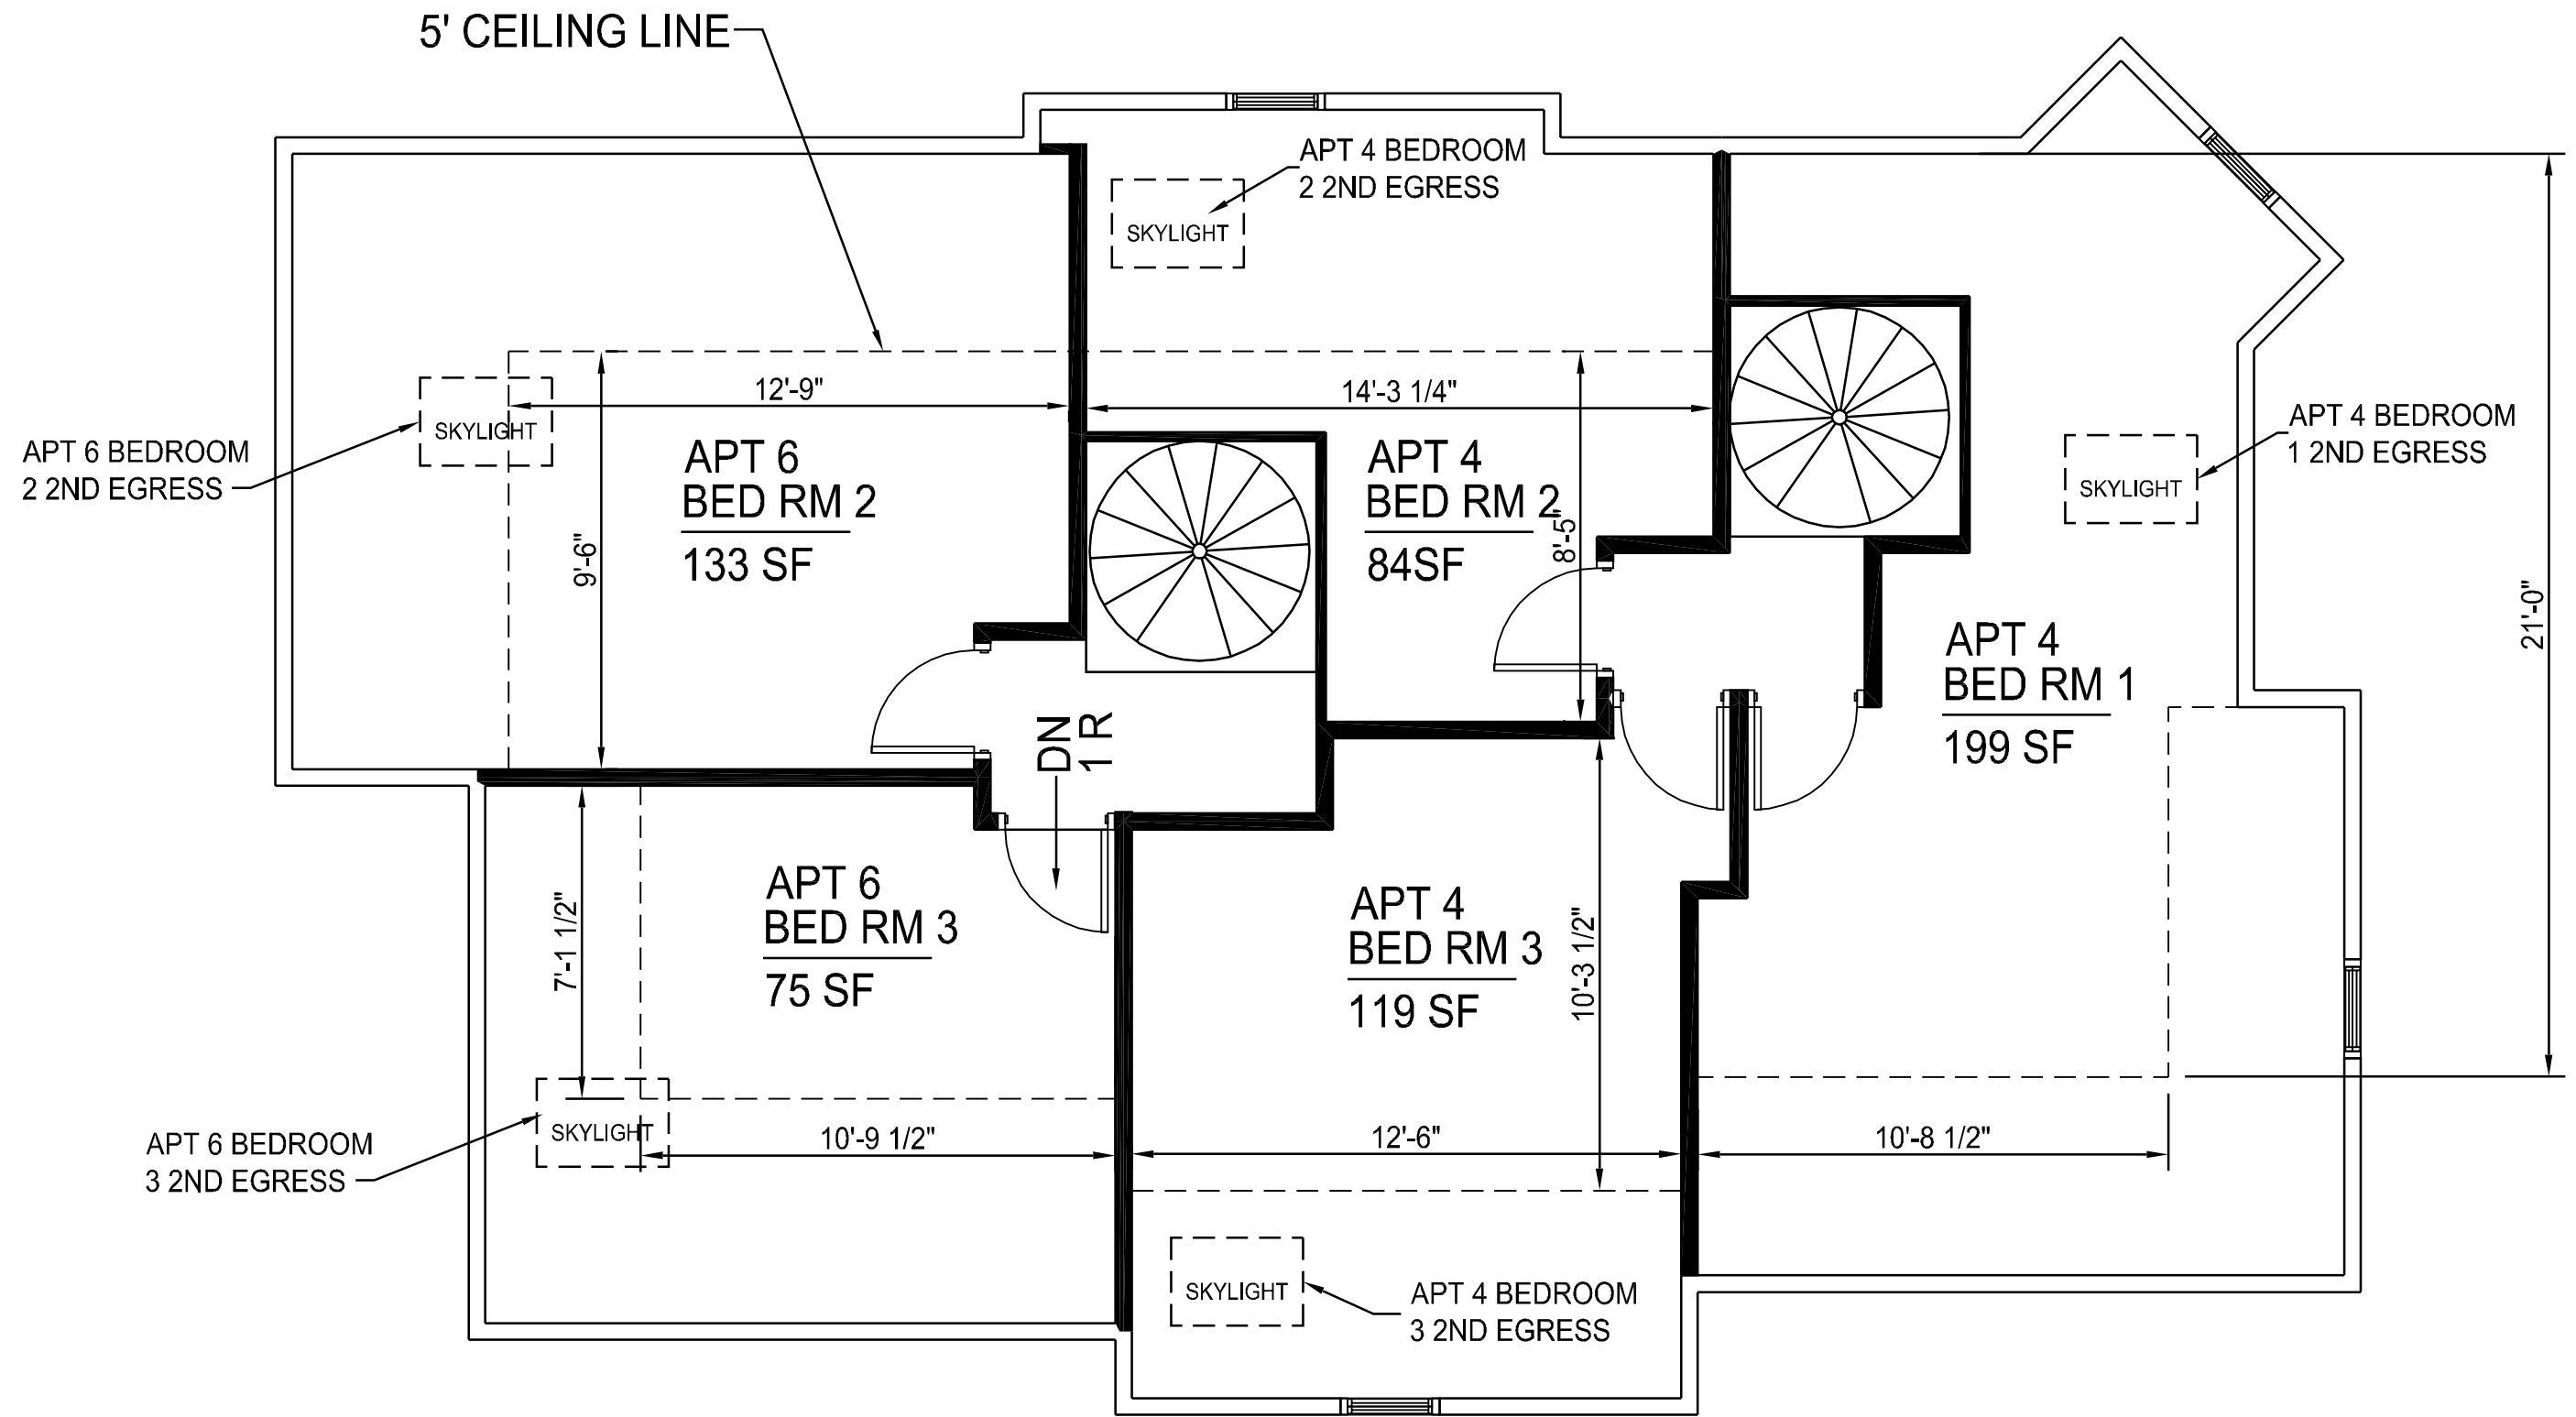 5' CEILING LINE
APT 4 BEDROOM
2 2ND EGRESS
SKYLIGHT
12'-9"
14'-3 1/4"
APT 6 BEDROOM
2 2ND EGRESS
SKYLIGHT
APT 6
BED RM 2
133 SF
9'-6"
APT 4
BED RM 2
84SF
8'-5"
APT 4 BEDROOM
1 2ND EGRESS
SKYLIGHT
21'-0"
APT 4
BED RM 1
199 SF
DN
1 R
APT 6
BED RM 3
75 SF
7'-1 1/2"
APT 4
BED RM 3
119 SF
10'-3 1/2"
APT 6 BEDROOM
3 2ND EGRESS
SKYLIGHT
10'-9 1/2"
12'-6"
10'-8 1/2"
SKYLIGHT
APT 4 BEDROOM
3 2ND EGRESS